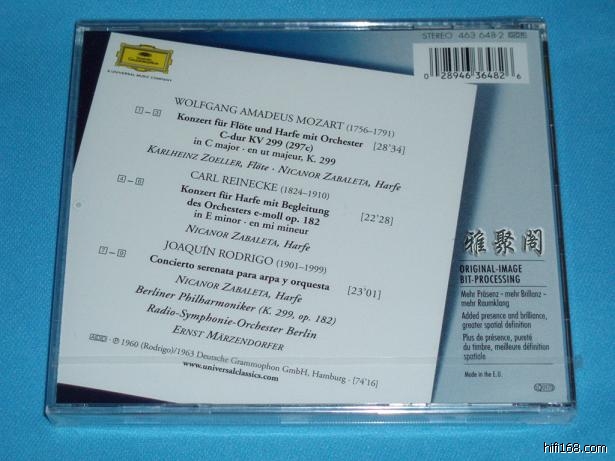 STEREO 463 648-2
Deutsche
Grammophon
A UNIVERSAL MUSIC COMPANY
0 28946 36482 6
WOLFGANG AMADEUS MOZART (1756–1791)
1 – 3 Konzert für Flöte und Harfe mit Orchester
C-dur KV 299 (297c) [28'34]
in C major · en ut majeur, K. 299
KARLHEINZ ZOELLER, Flöte · NICANOR ZABALETA, Harfe
CARL REINECKE (1824–1910)
4 – 6 Konzert für Harfe mit Begleitung
des Orchesters e-moll op. 182 [22'28]
in E minor · en mi mineur
NICANOR ZABALETA, Harfe
JOAQUÍN RODRIGO (1901–1999)
7 – 9 Concierto serenata para arpa y orquesta [23'01]
NICANOR ZABALETA, Harfe
Berliner Philharmoniker (K. 299, op. 182)
Radio-Symphonie-Orchester Berlin
ERNST MÄRZENDORFER
ADD ℗ 1960 (Rodrigo)/1963 Deutsche Grammophon GmbH, Hamburg · [74'16]
www.universalclassics.com
雅聚阁
ORIGINAL-IMAGE
BIT-PROCESSING
Mehr Präsenz – mehr Brillanz –
mehr Raumklang
Added presence and brilliance,
greater spatial definition
Plus de présence, pureté
du timbre, meilleure définition
spatiale
Made in the E.U.
hifi168.com